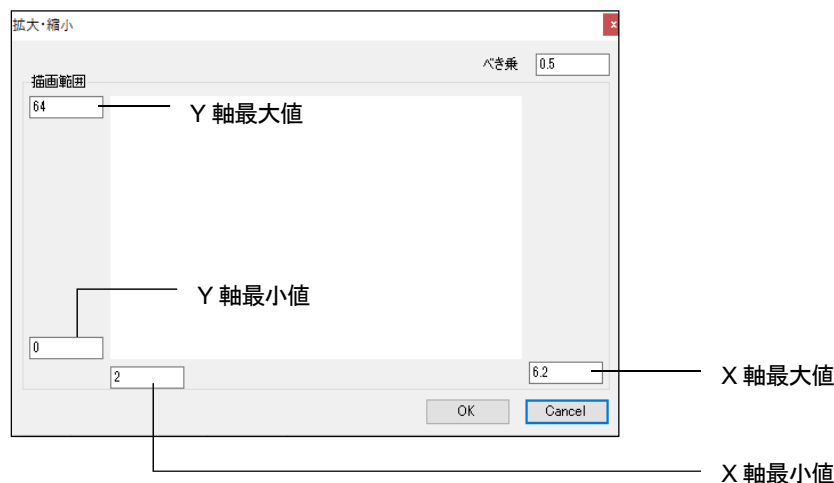 拡大・縮小
x
べき乗 0.5
描画範囲
64
Y 軸最大値
Y 軸最小値
0
2
6.2
X 軸最大値
OK Cancel
X 軸最小値